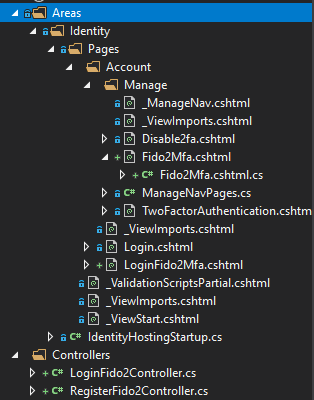 Areas
Identity
Pages
Account
Manage
_ManageNav.cshtml
_ViewImports.cshtml
Disable2fa.cshtml
Fido2Mfa.cshtml
C# Fido2Mfa.cshtml.cs
C# ManageNavPages.cs
TwoFactorAuthentication.cshtm
_ViewImports.cshtml
Login.cshtml
LoginFido2Mfa.cshtml
_ValidationScriptsPartial.cshtml
_ViewImports.cshtml
_ViewStart.cshtml
C# IdentityHostingStartup.cs
Controllers
C# LoginFido2Controller.cs
C# RegisterFido2Controller.cs